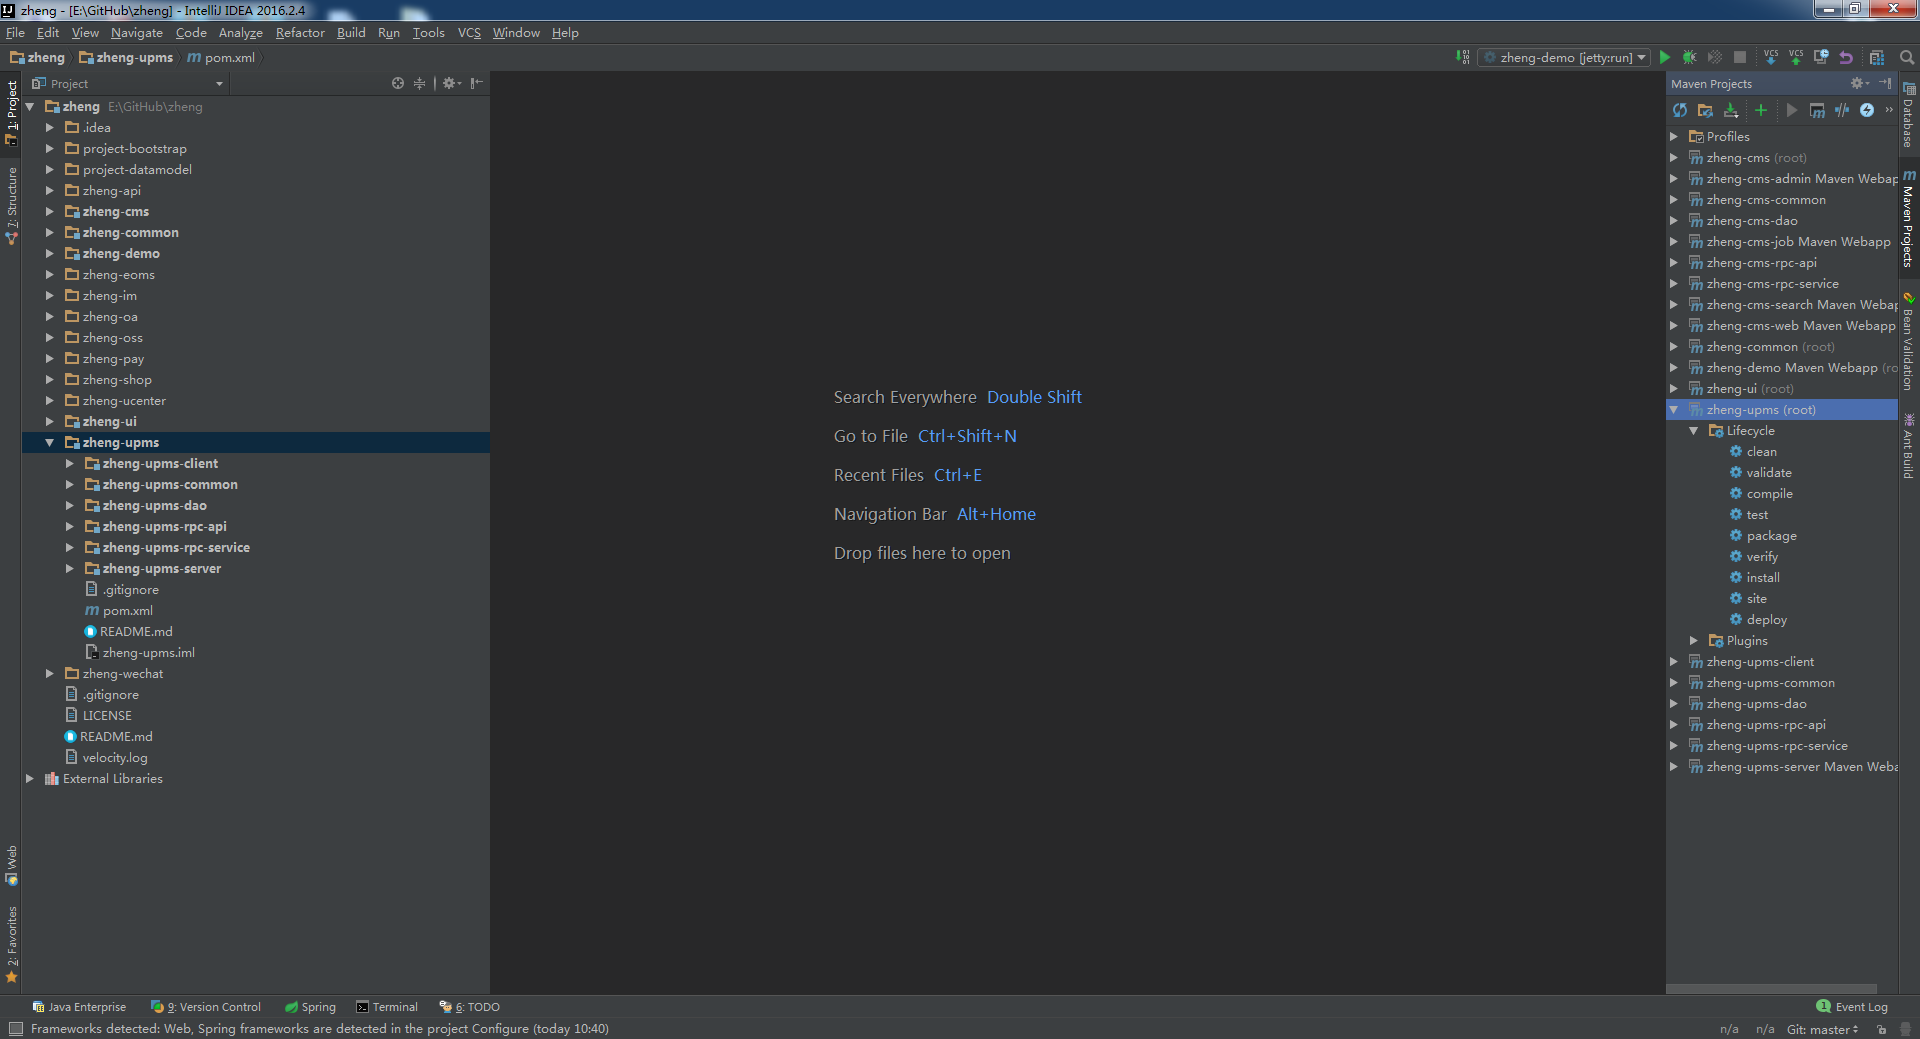 zheng - [E:\GitHub\zheng] - IntelliJ IDEA 2016.2.4
File Edit View Navigate Code Analyze Refactor Build Run Tools VCS Window Help
zheng zheng-upms pom.xml
zheng-demo [jetty:run]
VCS VCS
1: Project
7: Structure
Web
2: Favorites
Project
zheng E:\GitHub\zheng
.idea
project-bootstrap
project-datamodel
zheng-api
zheng-cms
zheng-common
zheng-demo
zheng-eoms
zheng-im
zheng-oa
zheng-oss
zheng-pay
zheng-shop
zheng-ucenter
zheng-ui
zheng-upms
zheng-upms-client
zheng-upms-common
zheng-upms-dao
zheng-upms-rpc-api
zheng-upms-rpc-service
zheng-upms-server
.gitignore
pom.xml
README.md
zheng-upms.iml
zheng-wechat
.gitignore
LICENSE
README.md
velocity.log
External Libraries
Search Everywhere Double Shift
Go to File Ctrl+Shift+N
Recent Files Ctrl+E
Navigation Bar Alt+Home
Drop files here to open
Maven Projects
Profiles
zheng-cms (root)
zheng-cms-admin Maven Webap
zheng-cms-common
zheng-cms-dao
zheng-cms-job Maven Webapp
zheng-cms-rpc-api
zheng-cms-rpc-service
zheng-cms-search Maven Webap
zheng-cms-web Maven Webapp
zheng-common (root)
zheng-demo Maven Webapp (ro
zheng-ui (root)
zheng-upms (root)
Lifecycle
clean
validate
compile
test
package
verify
install
site
deploy
Plugins
zheng-upms-client
zheng-upms-common
zheng-upms-dao
zheng-upms-rpc-api
zheng-upms-rpc-service
zheng-upms-server Maven Weba
Database
Maven Projects
Bean Validation
Ant Build
Java Enterprise 9: Version Control Spring Terminal 6: TODO
1 Event Log
Frameworks detected: Web, Spring frameworks are detected in the project Configure (today 10:40)
n/a n/a Git: master